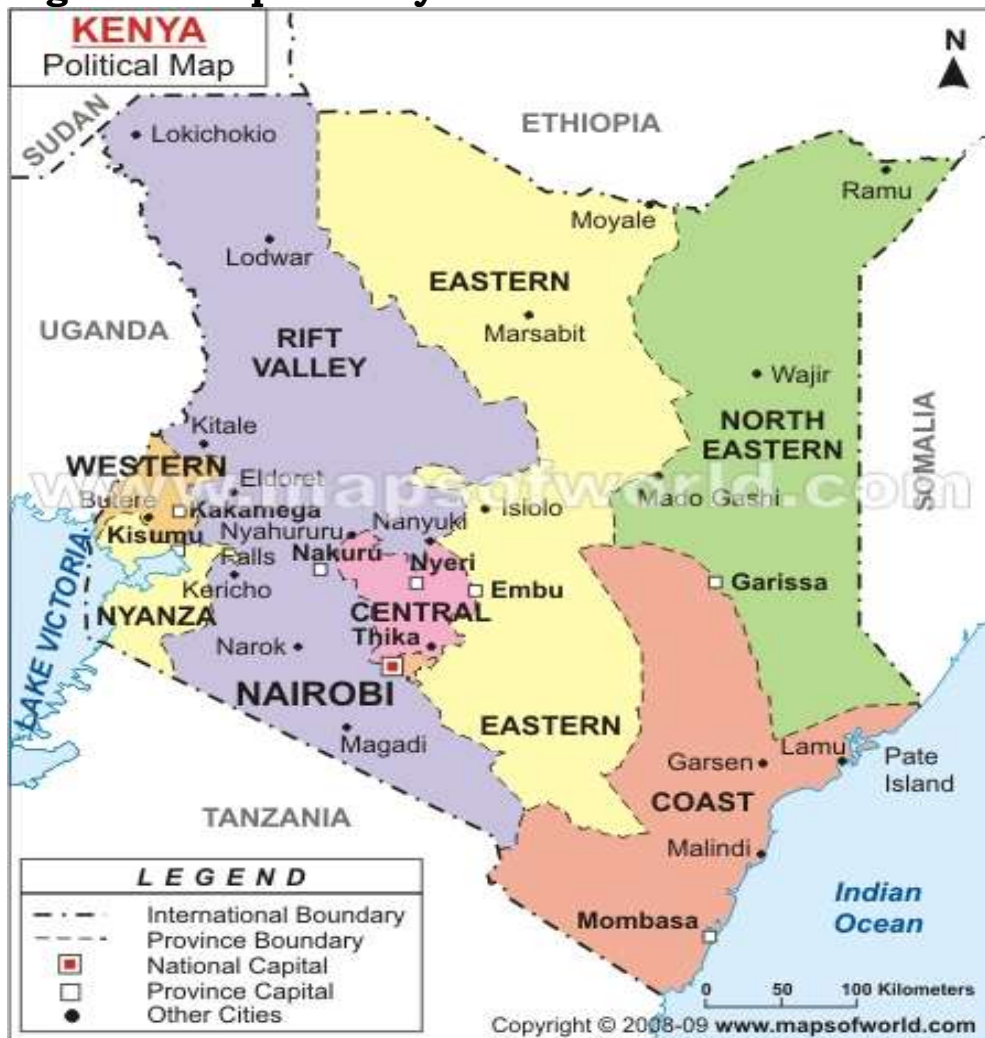 KENYA
Political Map
N
SUDAN
ETHIOPIA
Lokichokio
Ramu
Moyale
Lodwar
EASTERN
UGANDA
Marsabit
RIFT
VALLEY
Wajir
SOMALIA
Kitale
NORTH
EASTERN
WESTERN
www.mapsofworld.com
Eldoret
Mado Gashi
Butere
Kakamega
Isiolo
Kisumu
Nyahururu
Nanyuki
Falls
Nakuru
Nyeri
Kericho
Embu
Garissa
LAKE VICTORIA
NYANZA
CENTRAL
Narok
Thika
NAIROBI
EASTERN
Magadi
Lamu
Pate
Island
Garsen
COAST
TANZANIA
Malindi
LEGEND
International Boundary
Province Boundary
National Capital
Province Capital
Other Cities
Indian
Ocean
Mombasa
0 50 100 Kilometers
Copyright © 2008-09 www.mapsofworld.com